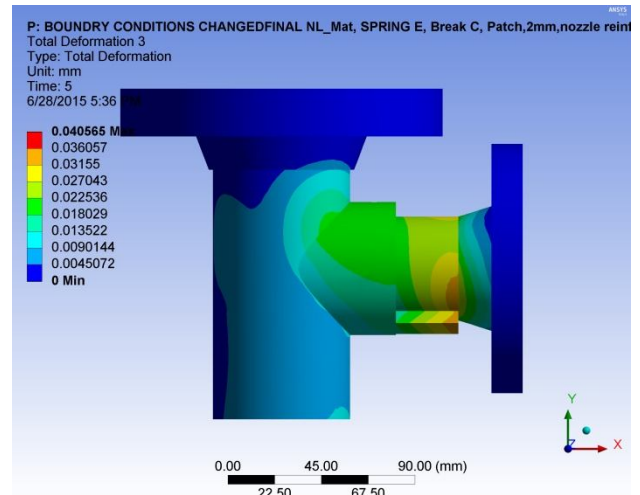 ANSYS
P: BOUNDRY CONDITIONS CHANGEDFINAL NL_Mat, SPRING E, Break C, Patch,2mm,nozzle reinf
Total Deformation 3
Type: Total Deformation
Unit: mm
Time: 5
6/28/2015 5:36
0.040565 Max
0.036057
0.03155
0.027043
0.022536
0.018029
0.013522
0.0090144
0.0045072
0 Min
Y
Z X
0.00 45.00 90.00 (mm)
22.50 67.50